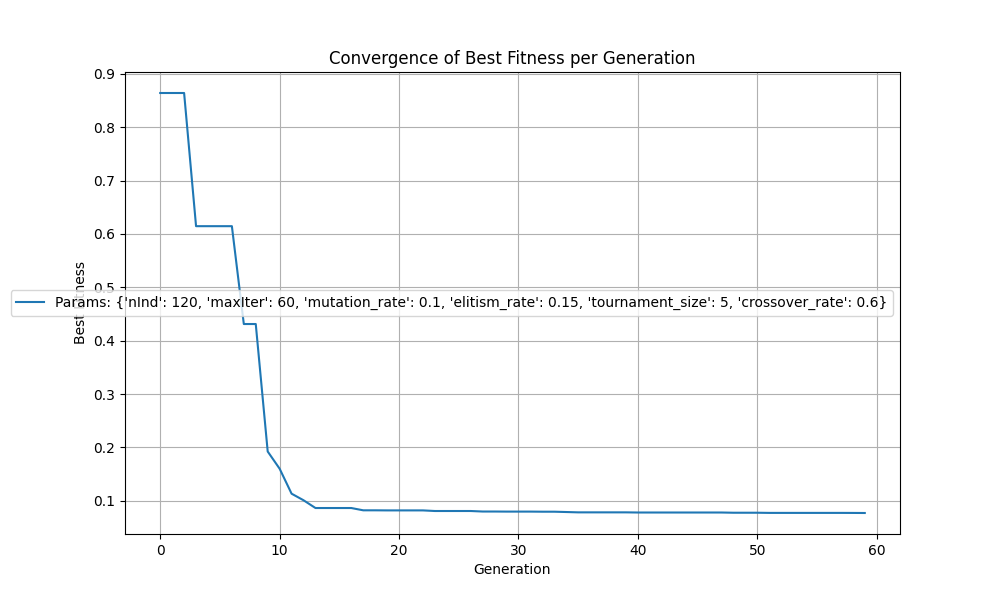 Convergence of Best Fitness per Generation
0.9
0.8
0.7
0.6
0.5
Params: {'nInd': 120, 'maxIter': 60, 'mutation_rate': 0.1, 'elitism_rate': 0.15, 'tournament_size': 5, 'crossover_rate': 0.6}
Best Fitness
0.4
0.3
0.2
0.1
0 10 20 30 40 50 60
Generation